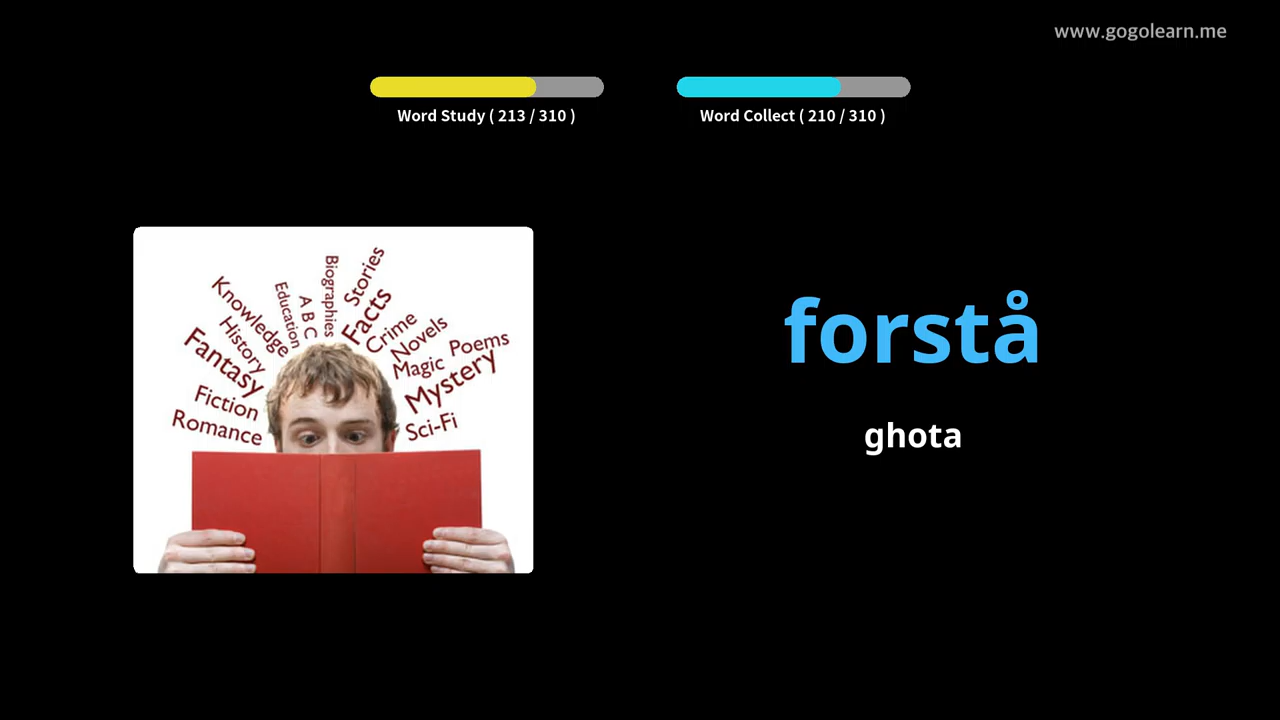 www.gogolearn.me
Word Study ( 213 / 310 )
Word Collect ( 210 / 310 )
forstå
ghota
Knowledge
Education
A B C
Biographies
Stories
Facts
Crime
Novels
Poems
History
Fantasy
Magic
Mystery
Fiction
Romance
Sci-Fi